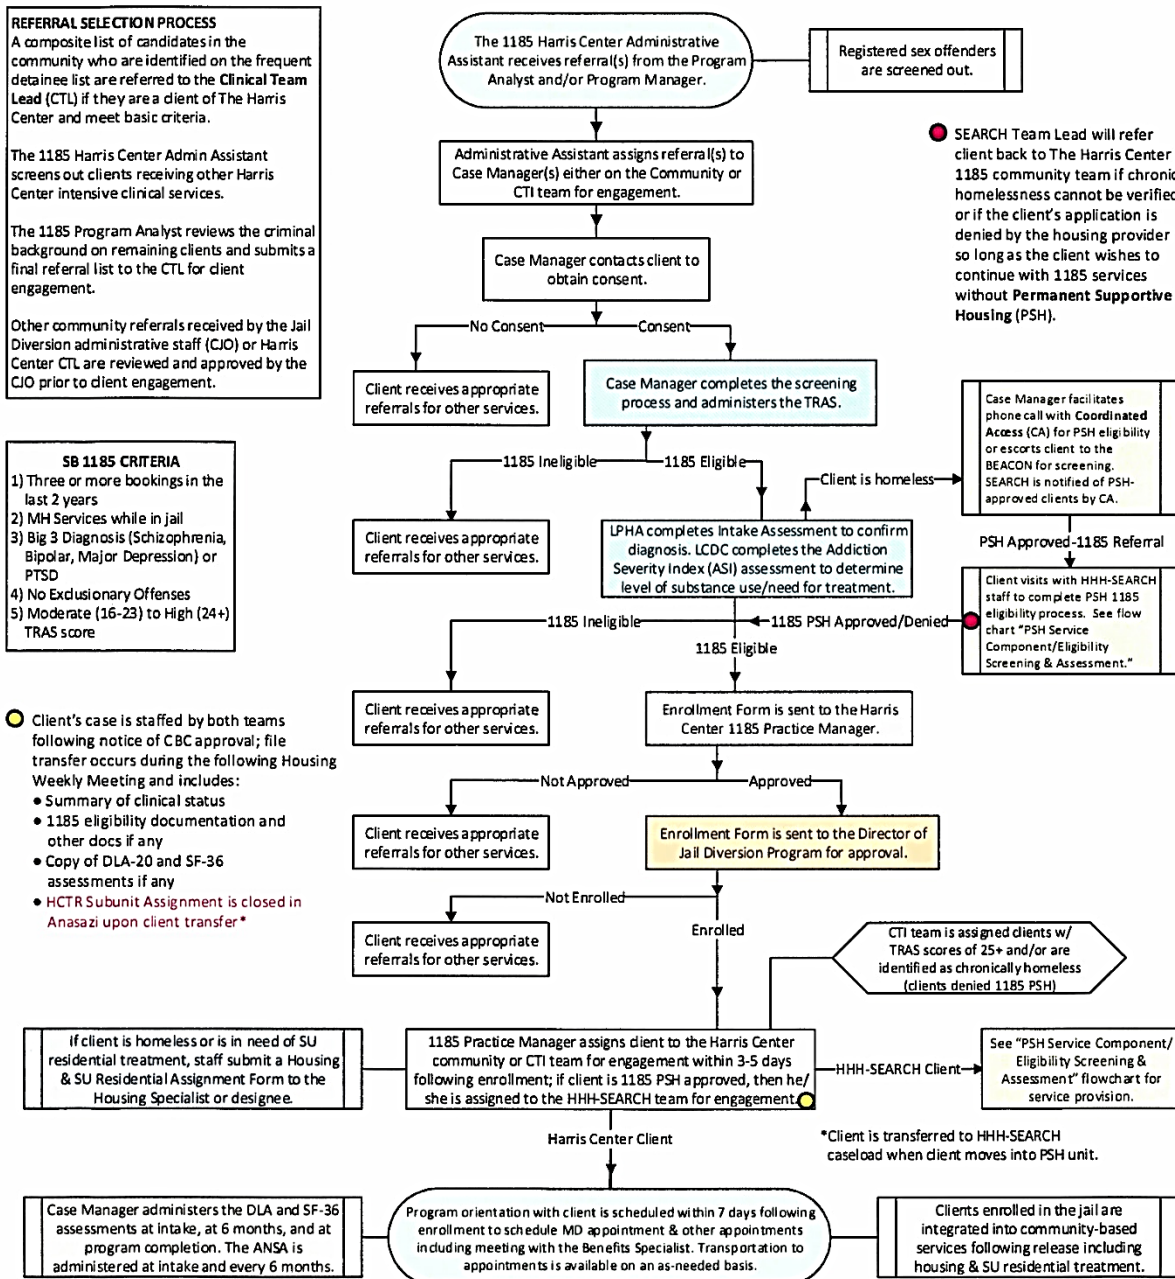 REFERRAL SELECTION PROCESS
A composite list of candidates in the
community who are identified on the frequent
detainee list are referred to the Clinical Team
Lead (CTL) if they are a client of The Harris
Center and meet basic criteria.
The 1185 Harris Center Admin Assistant
screens out clients receiving other Harris
Center intensive clinical services.
The 1185 Program Analyst reviews the criminal
background on remaining clients and submits a
final referral list to the CTL for client
engagement.
Other community referrals received by the Jail
Diversion administrative staff (CJO) or Harris
Center CTL are reviewed and approved by the
CJO prior to client engagement.
The 1185 Harris Center Administrative
Assistant receives referral(s) from the Program
Analyst and/or Program Manager.
Registered sex offenders
are screened out.
Administrative Assistant assigns referral(s) to
Case Manager(s) either on the Community or
CTI team for engagement.
SEARCH Team Lead will refer
client back to The Harris Center
1185 community team if chronic
homelessness cannot be verified
or if the client's application is
denied by the housing provider
so long as the client wishes to
continue with 1185 services
without Permanent Supportive
Housing (PSH).
Case Manager contacts client to
obtain consent.
No Consent
Consent
Client receives appropriate
referrals for other services.
Case Manager completes the screening
process and administers the TRAS.
SB 1185 CRITERIA
1) Three or more bookings in the
last 2 years
2) MH Services while in jail
3) Big 3 Diagnosis (Schizophrenia,
Bipolar, Major Depression) or
PTSD
4) No Exclusionary Offenses
5) Moderate (16-23) to High (24+)
TRAS score
1185 Ineligible
1185 Eligible
Client is homeless
Case Manager facilitates
phone call with Coordinated
Access (CA) for PSH eligibility
or escorts client to the
BEACON for screening.
SEARCH is notified of PSH-
approved clients by CA.
Client receives appropriate
referrals for other services.
LPHA completes Intake Assessment to confirm
diagnosis. LCDC completes the Addiction
Severity Index (ASI) assessment to determine
level of substance use/need for treatment.
PSH Approved-1185 Referral
Client visits with HHH-SEARCH
staff to complete PSH 1185
eligibility process. See flow
chart "PSH Service
Component/Eligibility
Screening & Assessment."
1185 Ineligible
1185 PSH Approved/Denied
1185 Eligible
Client receives appropriate
referrals for other services.
Enrollment Form is sent to the Harris
Center 1185 Practice Manager.
Client's case is staffed by both teams
following notice of CBC approval; file
transfer occurs during the following Housing
Weekly Meeting and includes:
• Summary of clinical status
• 1185 eligibility documentation and
other docs if any
• Copy of DLA-20 and SF-36
assessments if any
• HCTR Subunit Assignment is closed in
Anasazi upon client transfer*
Not Approved
Approved
Client receives appropriate
referrals for other services.
Enrollment Form is sent to the Director of
Jail Diversion Program for approval.
Not Enrolled
Enrolled
Client receives appropriate
referrals for other services.
CTI team is assigned clients w/
TRAS scores of 25+ and/or are
identified as chronically homeless
(clients denied 1185 PSH)
If client is homeless or is in need of SU
residential treatment, staff submit a Housing
& SU Residential Assignment Form to the
Housing Specialist or designee.
1185 Practice Manager assigns client to the Harris Center
community or CTI team for engagement within 3-5 days
following enrollment; if client is 1185 PSH approved, then he/
she is assigned to the HHH-SEARCH team for engagement.
HHH-SEARCH Client
See "PSH Service Component/
Eligibility Screening &
Assessment" flowchart for
service provision.
Harris Center Client
*Client is transferred to HHH-SEARCH
caseload when client moves into PSH unit.
Case Manager administers the DLA and SF-36
assessments at intake, at 6 months, and at
program completion. The ANSA is
administered at intake and every 6 months.
Program orientation with client is scheduled within 7 days following
enrollment to schedule MD appointment & other appointments
including meeting with the Benefits Specialist. Transportation to
appointments is available on an as-needed basis.
Clients enrolled in the jail are
integrated into community-based
services following release including
housing & SU residential treatment.